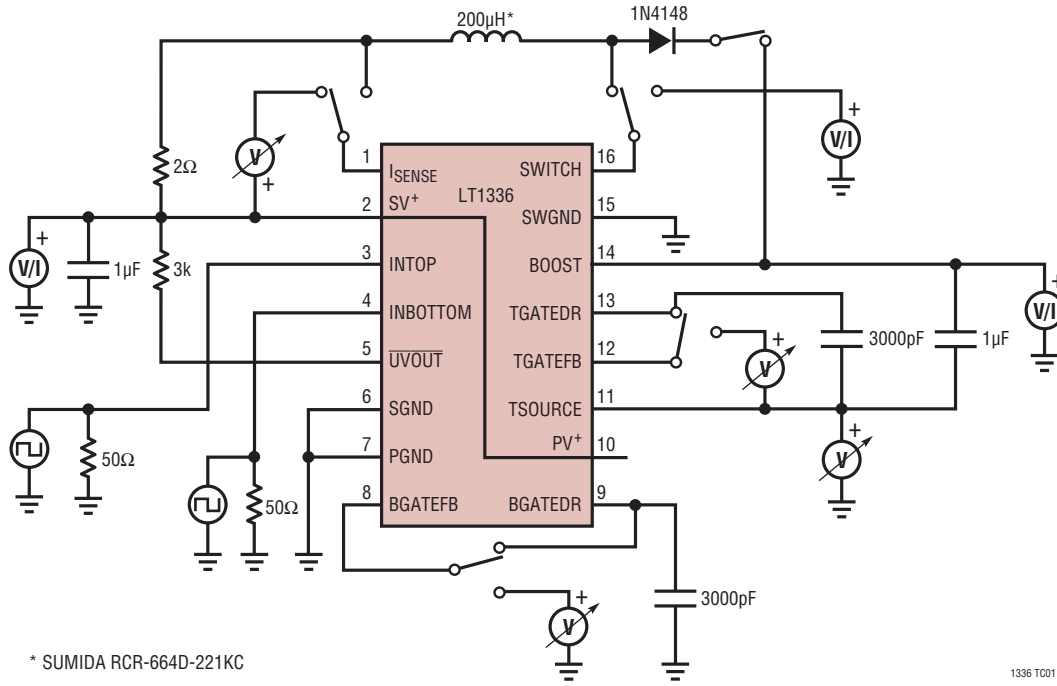 200µH*
1N4148
2Ω
V
+
V/I
+
1
ISENSE
SWITCH
16
LT1336
2
SV+
SWGND
15
3
INTOP
BOOST
14
4
INBOTTOM
TGATEDR
13
5
UVOUT
TGATEFB
12
6
SGND
TSOURCE
11
7
PGND
PV+
10
8
BGATEFB
BGATEDR
9
+
V/I
1µF
3k
50Ω
50Ω
+
V/I
3000pF
1µF
+
V
+
V
+
V
3000pF
* SUMIDA RCR-664D-221KC
1336 TC01